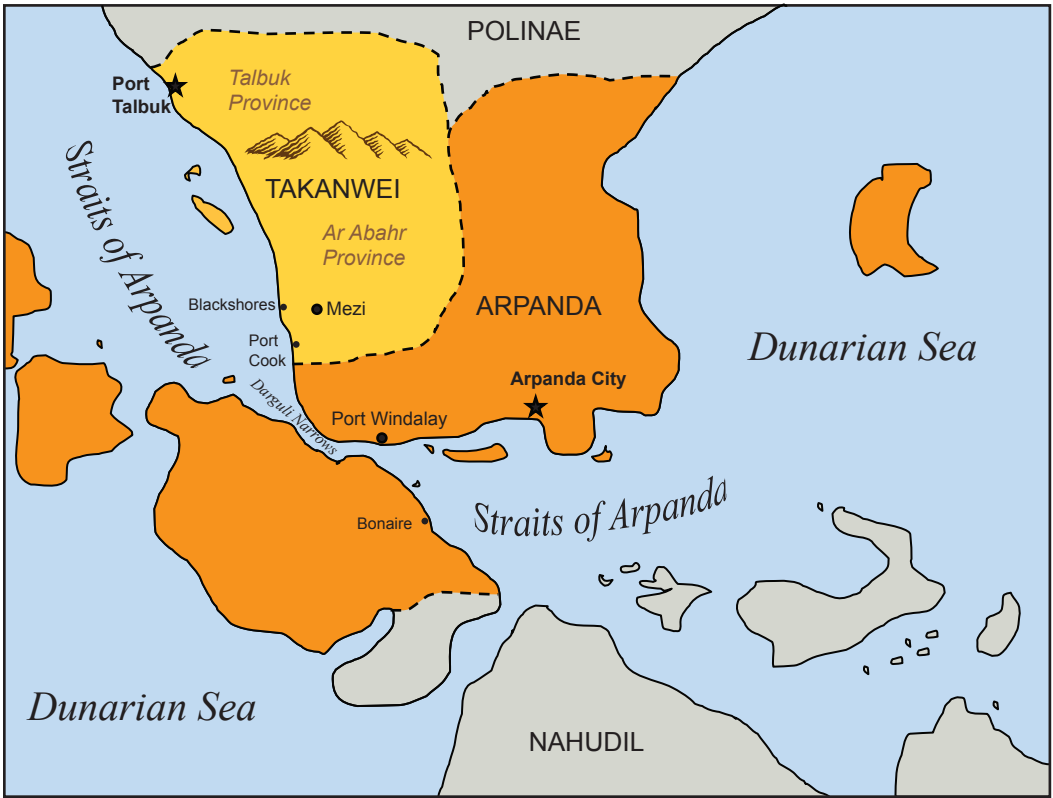 POLINAE
Port
Talbuk
Talbuk
Province
Straits of Arpanda
TAKANWEI
Ar Abahr
Province
Blackshores
Mezi
ARPANDA
Dunarian Sea
Port
Cook
Arpanda City
Darguli Narrows
Port Windalay
Straits of Arpanda
Bonaire
Dunarian Sea
NAHUDIL